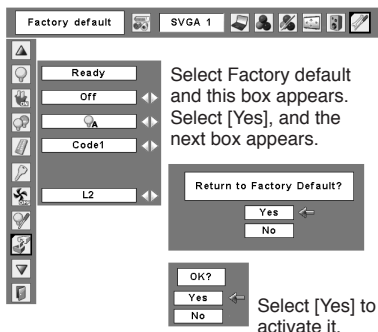 Factory default
SVGA 1
Ready
Off
A
Code1
L2
Select Factory default
and this box appears.
Select [Yes], and the
next box appears.
Return to Factory Default?
Yes
No
OK?
Yes
No
Select [Yes] to
activate it.